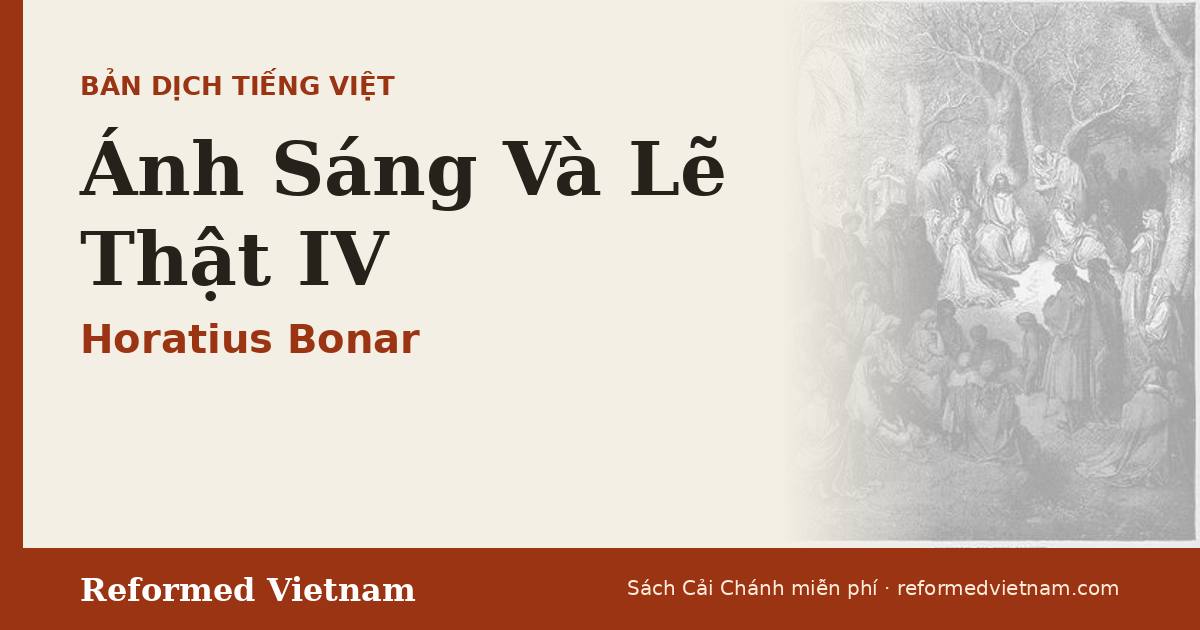 BẢN DỊCH TIẾNG VIỆT
Ánh Sáng Và Lẽ
Thật IV
Horatius Bonar
Reformed Vietnam
Sách Cải Chánh miễn phí · reformedvietnam.com